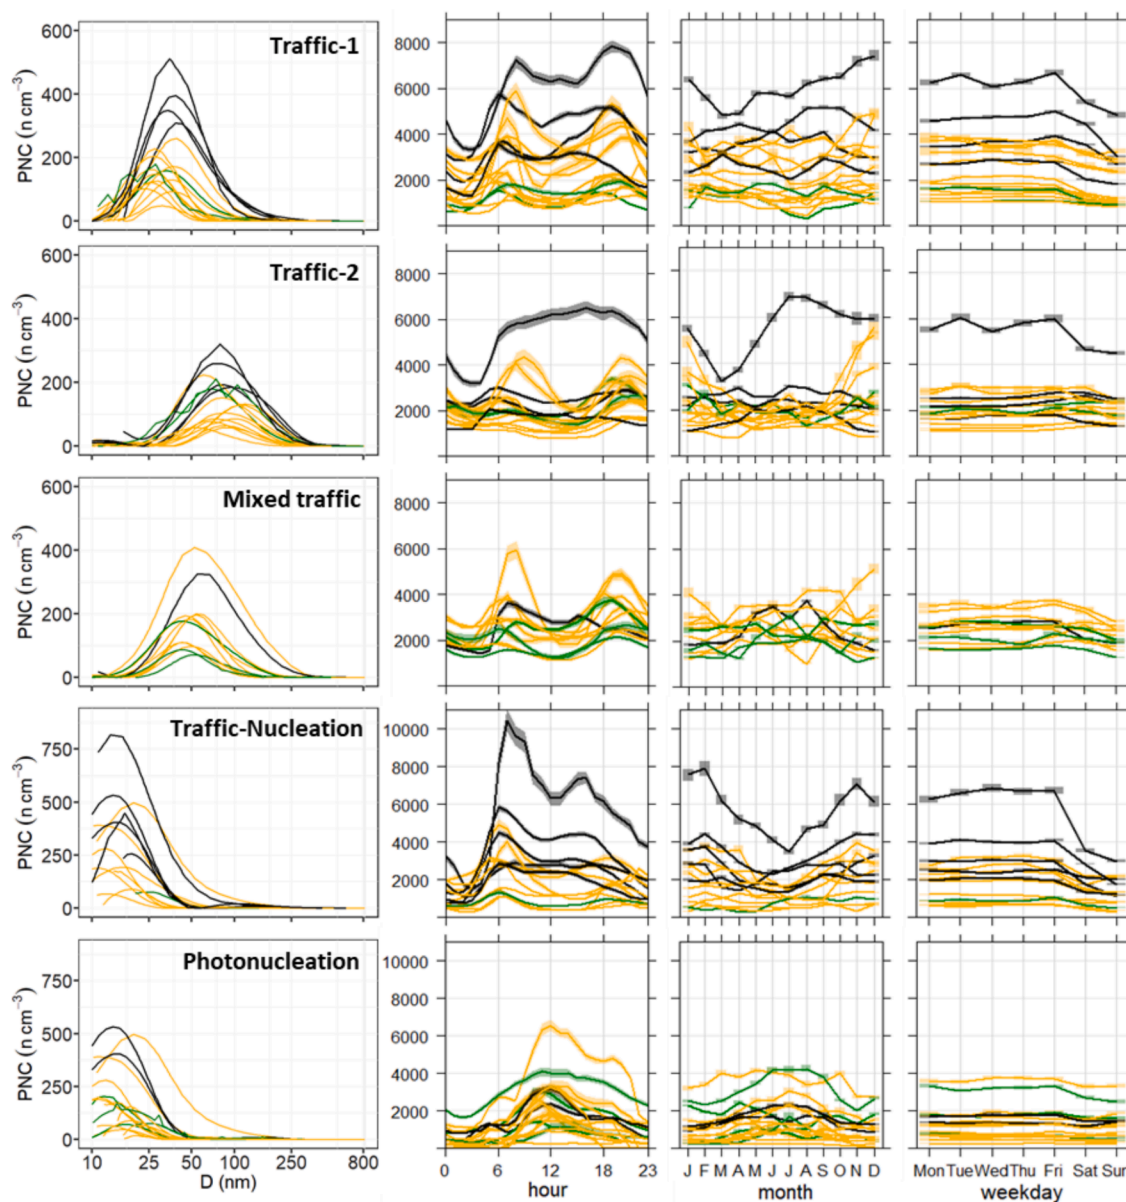 Traffic-1
PNC (n cm⁻³)
600
400
200
0
8000
6000
4000
2000
Traffic-2
PNC (n cm⁻³)
600
400
200
0
8000
6000
4000
2000
Mixed traffic
PNC (n cm⁻³)
600
400
200
0
8000
6000
4000
2000
Traffic-Nucleation
PNC (n cm⁻³)
750
500
250
0
10000
8000
6000
4000
2000
Photonucleation
PNC (n cm⁻³)
750
500
250
0
10000
8000
6000
4000
2000
10 25 50 100 250 800
D (nm)
0 6 12 18 23
hour
J F M A M J J A S O N D
month
Mon Tue Wed Thu Fri Sat Sun
weekday